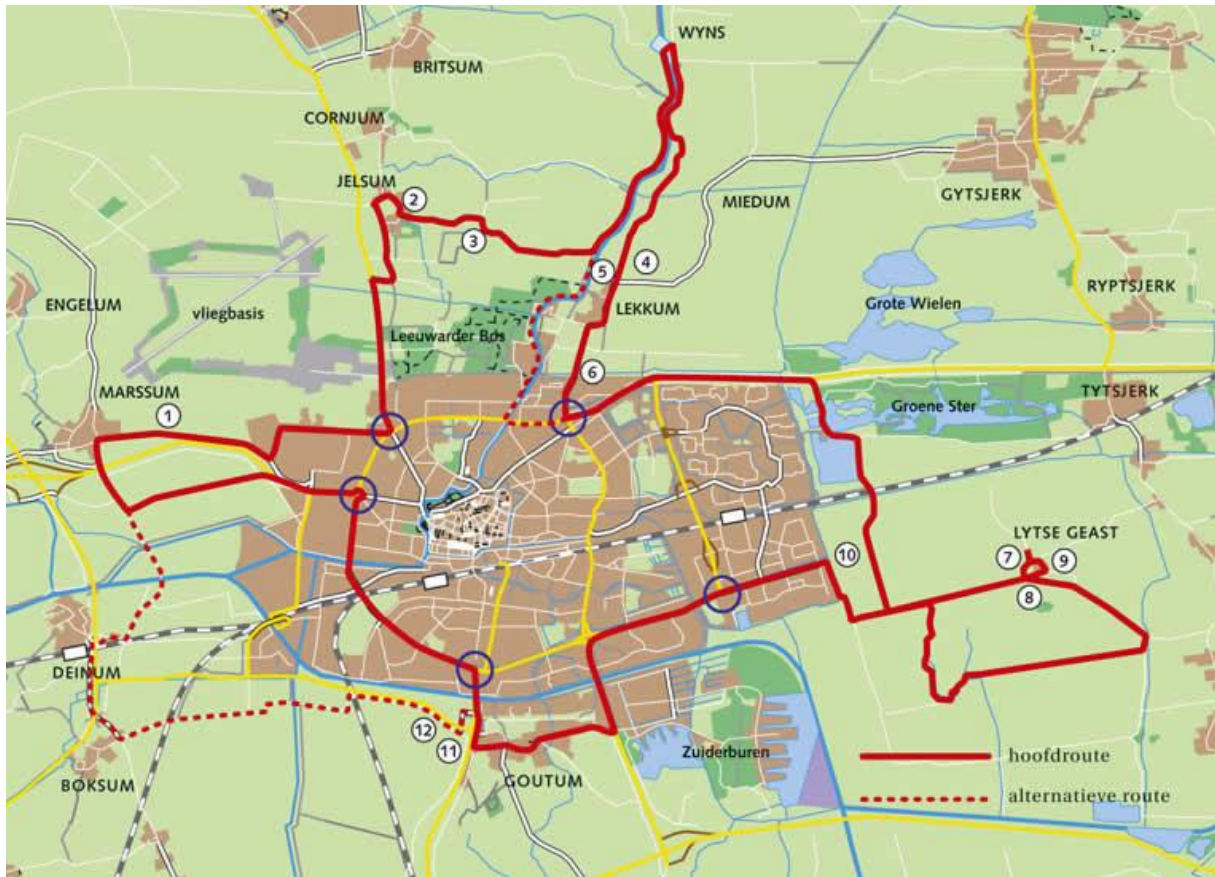 WYNS
BRITSUM
CORNJUM
JELSUM
2
GYTSJERK
MIEDUM
3
5
4
ENGELUM
vliegbasis
LEKKUM
Grote Wielen
RYPTSJERK
Leeuwarder Bos
6
MARSSUM
TYTSJERK
1
Groene Ster
LYTSE GEAST
10
7
9
8
DEINUM
12
11
Zuiderburen
hoofdroute
BOKSUM
GOUTUM
alternatieve route